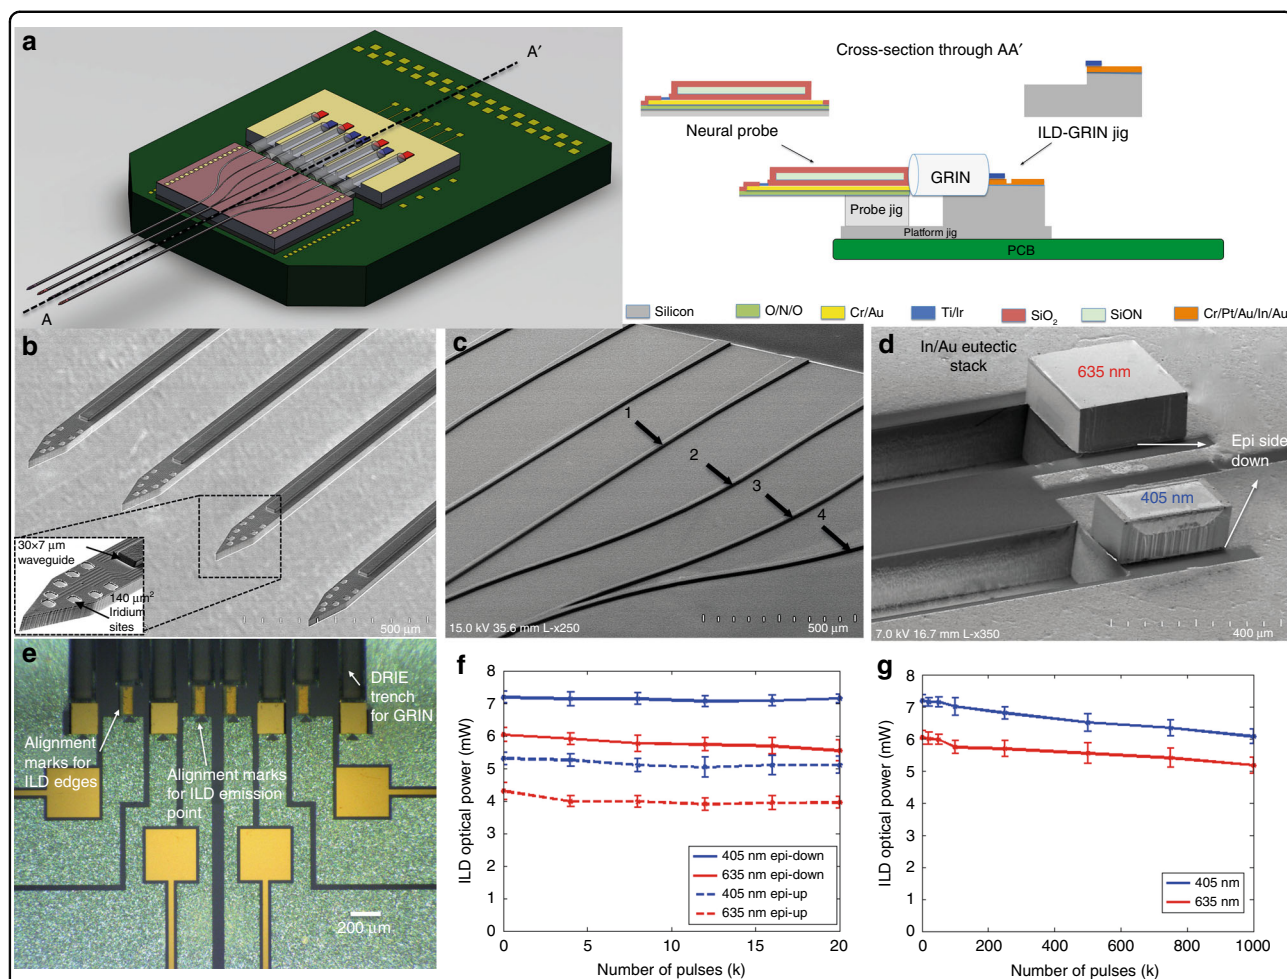 a
A′
A
Cross-section through AA′
Neural probe
ILD-GRIN jig
GRIN
Probe jig
Platform jig
PCB
Silicon
O/N/O
Cr/Au
Ti/Ir
SiO2
SiON
Cr/Pt/Au/In/Au
b
30×7 μm
waveguide
140 μm2
Iridium
sites
500 μm
c
1
2
3
4
15.0 kV 35.6 mm L-x250
500 μm
d
In/Au eutectic
stack
635 nm
Epi side
down
405 nm
7.0 kV 16.7 mm L-x350
400 μm
e
DRIE
trench
for GRIN
Alignment
marks for
ILD edges
Alignment marks
for ILD emission
point
200 μm
f
ILD optical power (mW)
8
7
6
5
4
3
2
1
0
405 nm epi-down
635 nm epi-down
405 nm epi-up
635 nm epi-up
0 5 10 15 20
Number of pulses (k)
g
ILD optical power (mW)
8
7
6
5
4
3
2
1
0
405 nm
635 nm
0 200 400 600 800 1000
Number of pulses (k)